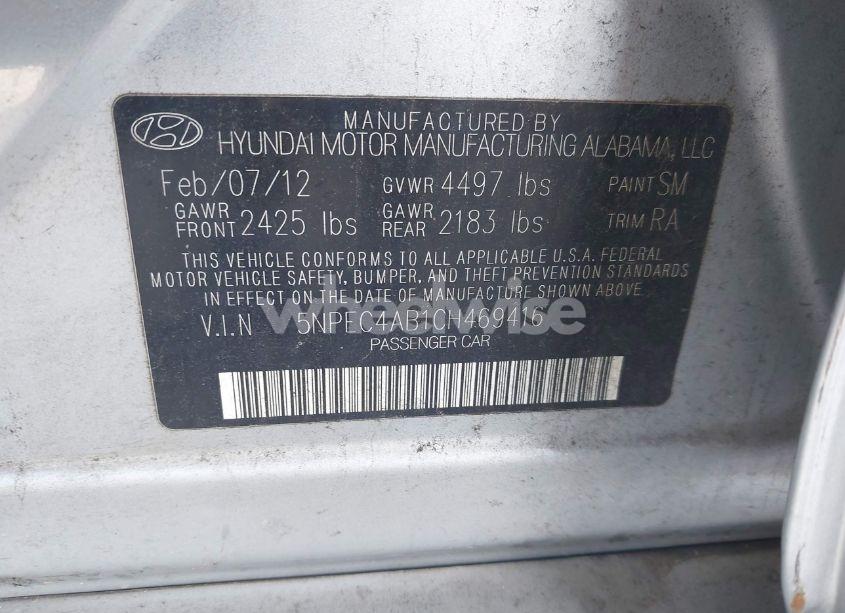 MANUFACTURED BY
HYUNDAI MOTOR MANUFACTURING ALABAMA, LLC
Feb/07/12 GVWR 4497 lbs PAINT SM
GAWR FRONT 2425 lbs GAWR REAR 2183 lbs TRIM RA
THIS VEHICLE CONFORMS TO ALL APPLICABLE U.S.A. FEDERAL
MOTOR VEHICLE SAFETY, BUMPER, AND THEFT PREVENTION STANDARDS
IN EFFECT ON THE DATE OF MANUFACTURE SHOWN ABOVE.
V.I.N 5NPEC4AB1CH469416
PASSENGER CAR
wheelwise